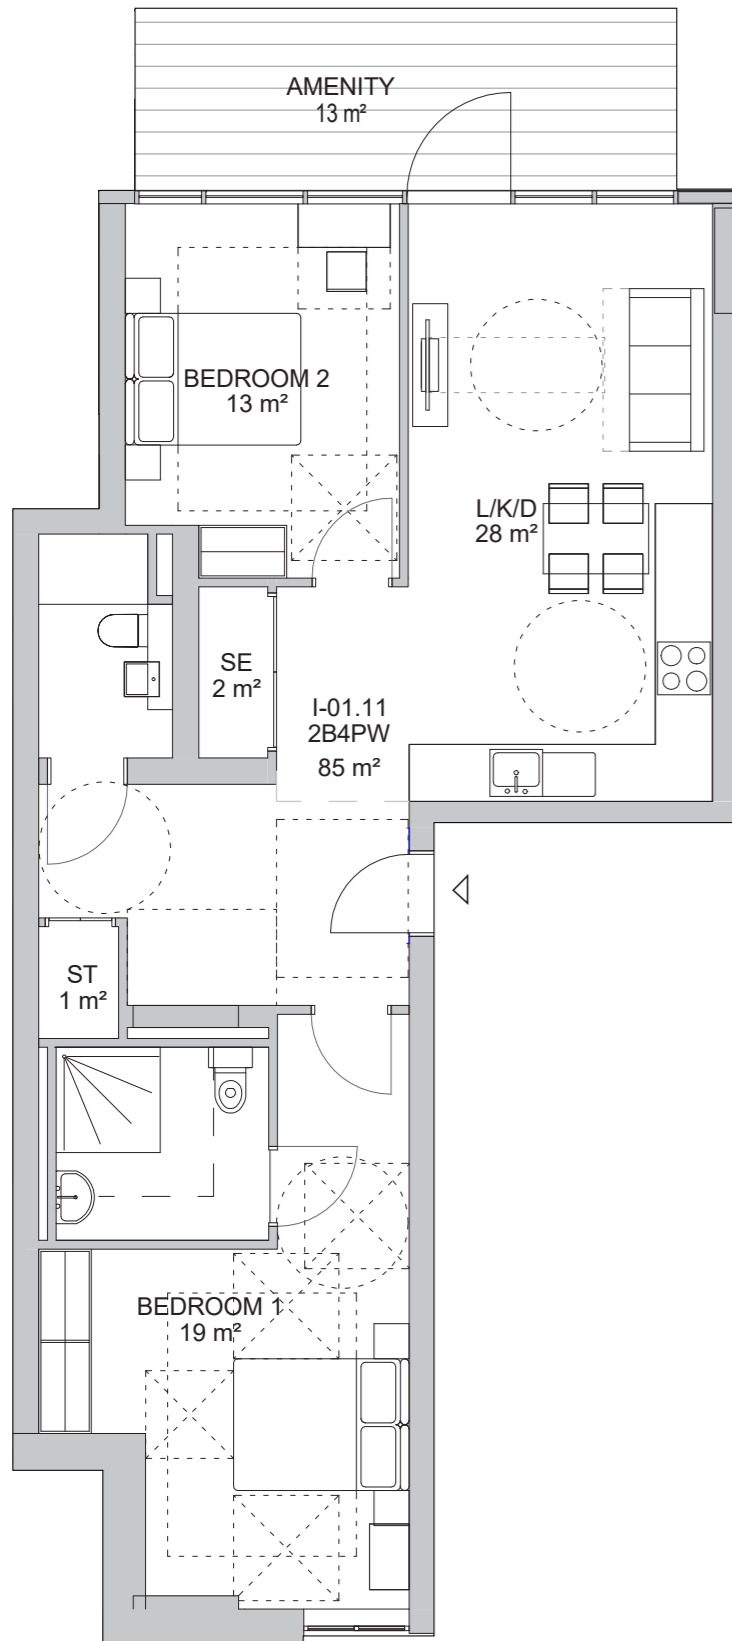 AMENITY
13 m²
BEDROOM 2
13 m²
L/K/D
28 m²
SE
2 m²
I-01.11
2B4PW
85 m²
ST
1 m²
BEDROOM 1
19 m²